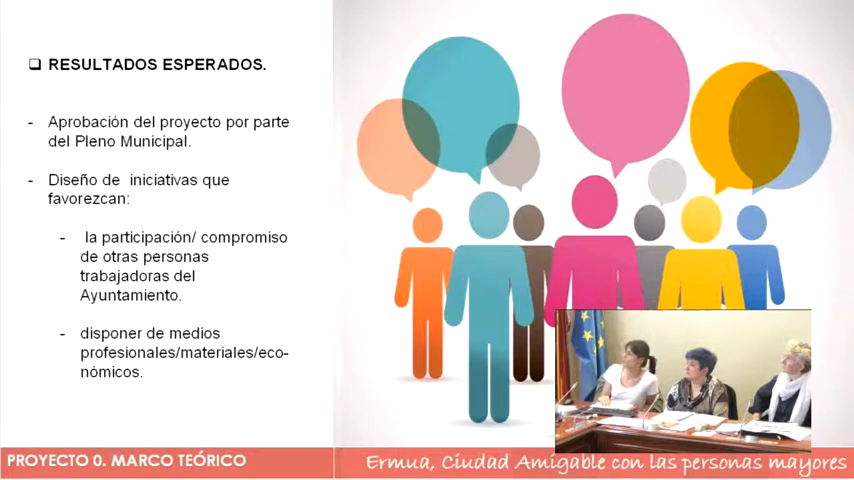 RESULTADOS ESPERADOS.
- Aprobación del proyecto por parte
del Pleno Municipal.
- Diseño de iniciativas que
favorezcan:
- la participación/ compromiso
de otras personas
trabajadoras del
Ayuntamiento.
- disponer de medios
profesionales/materiales/eco-
nómicos.
PROYECTO 0. MARCO TEÓRICO
Ermua, Ciudad Amigable con las personas mayores